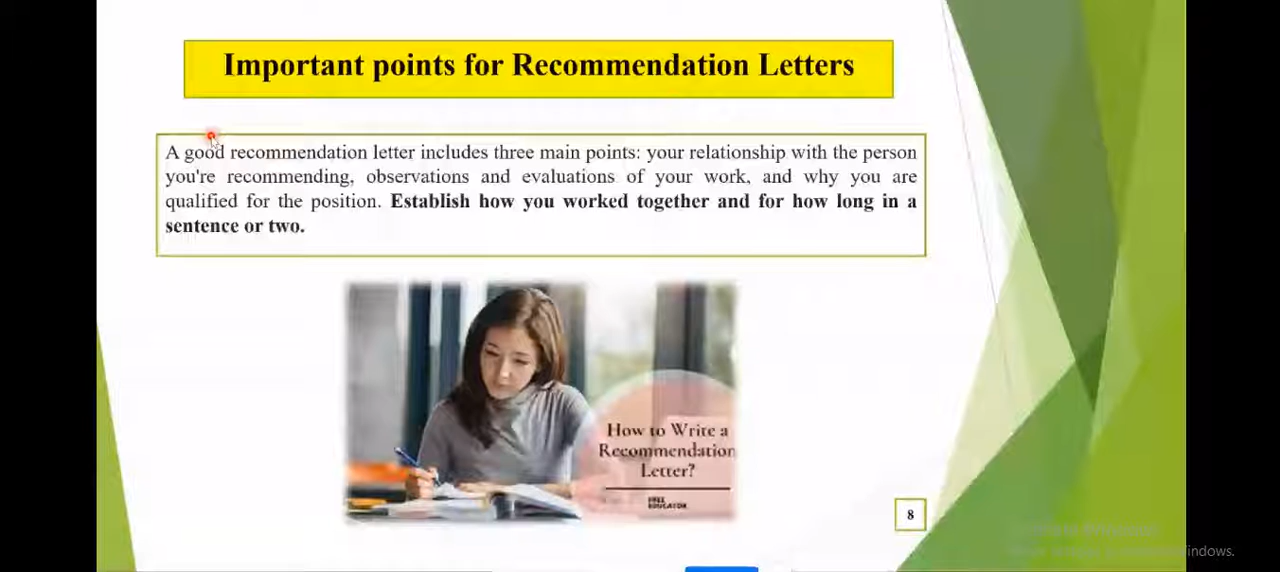 Important points for Recommendation Letters
A good recommendation letter includes three main points: your relationship with the person
you're recommending, observations and evaluations of your work, and why you are
qualified for the position. Establish how you worked together and for how long in a
sentence or two.
How to Write a
Recommendation
Letter?
FREE
EDUCATOR
8